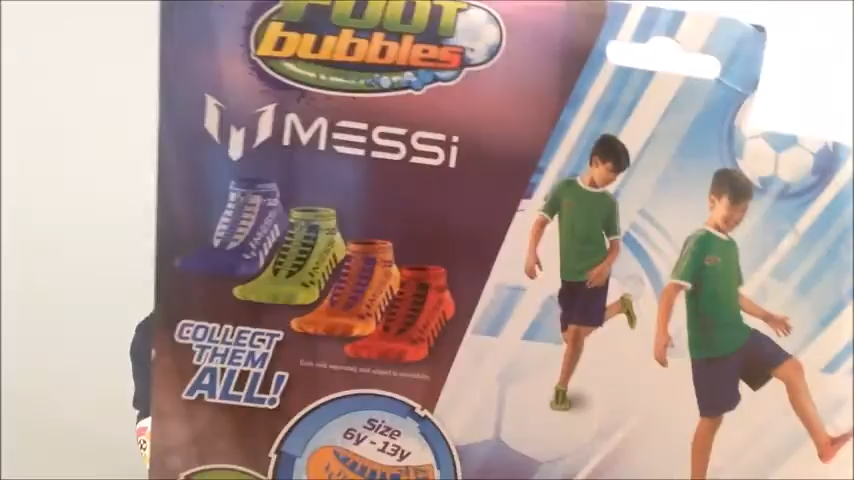 FOOT
bubbles
MESSI
COLLECT
THEM
ALL!
Size
6y - 13y